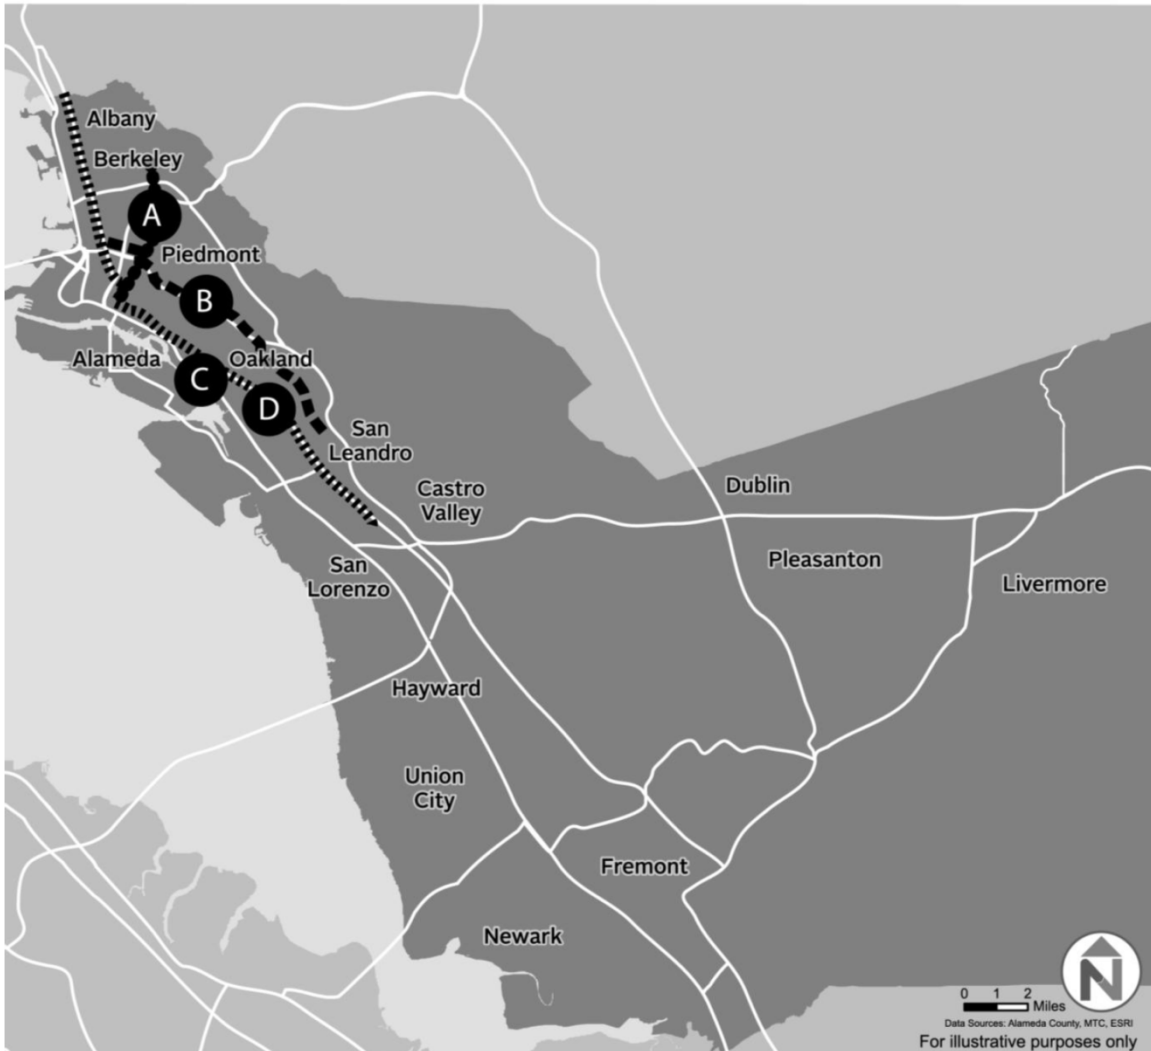 Albany
Berkeley
A
Piedmont
B
Alameda
Oakland
C
D
San
Leandro
Castro
Valley
Dublin
San
Lorenzo
Pleasanton
Livermore
Hayward
Union
City
Fremont
Newark
N
0 1 2
Miles
Data Sources: Alameda County, MTC, ESRI
For illustrative purposes only